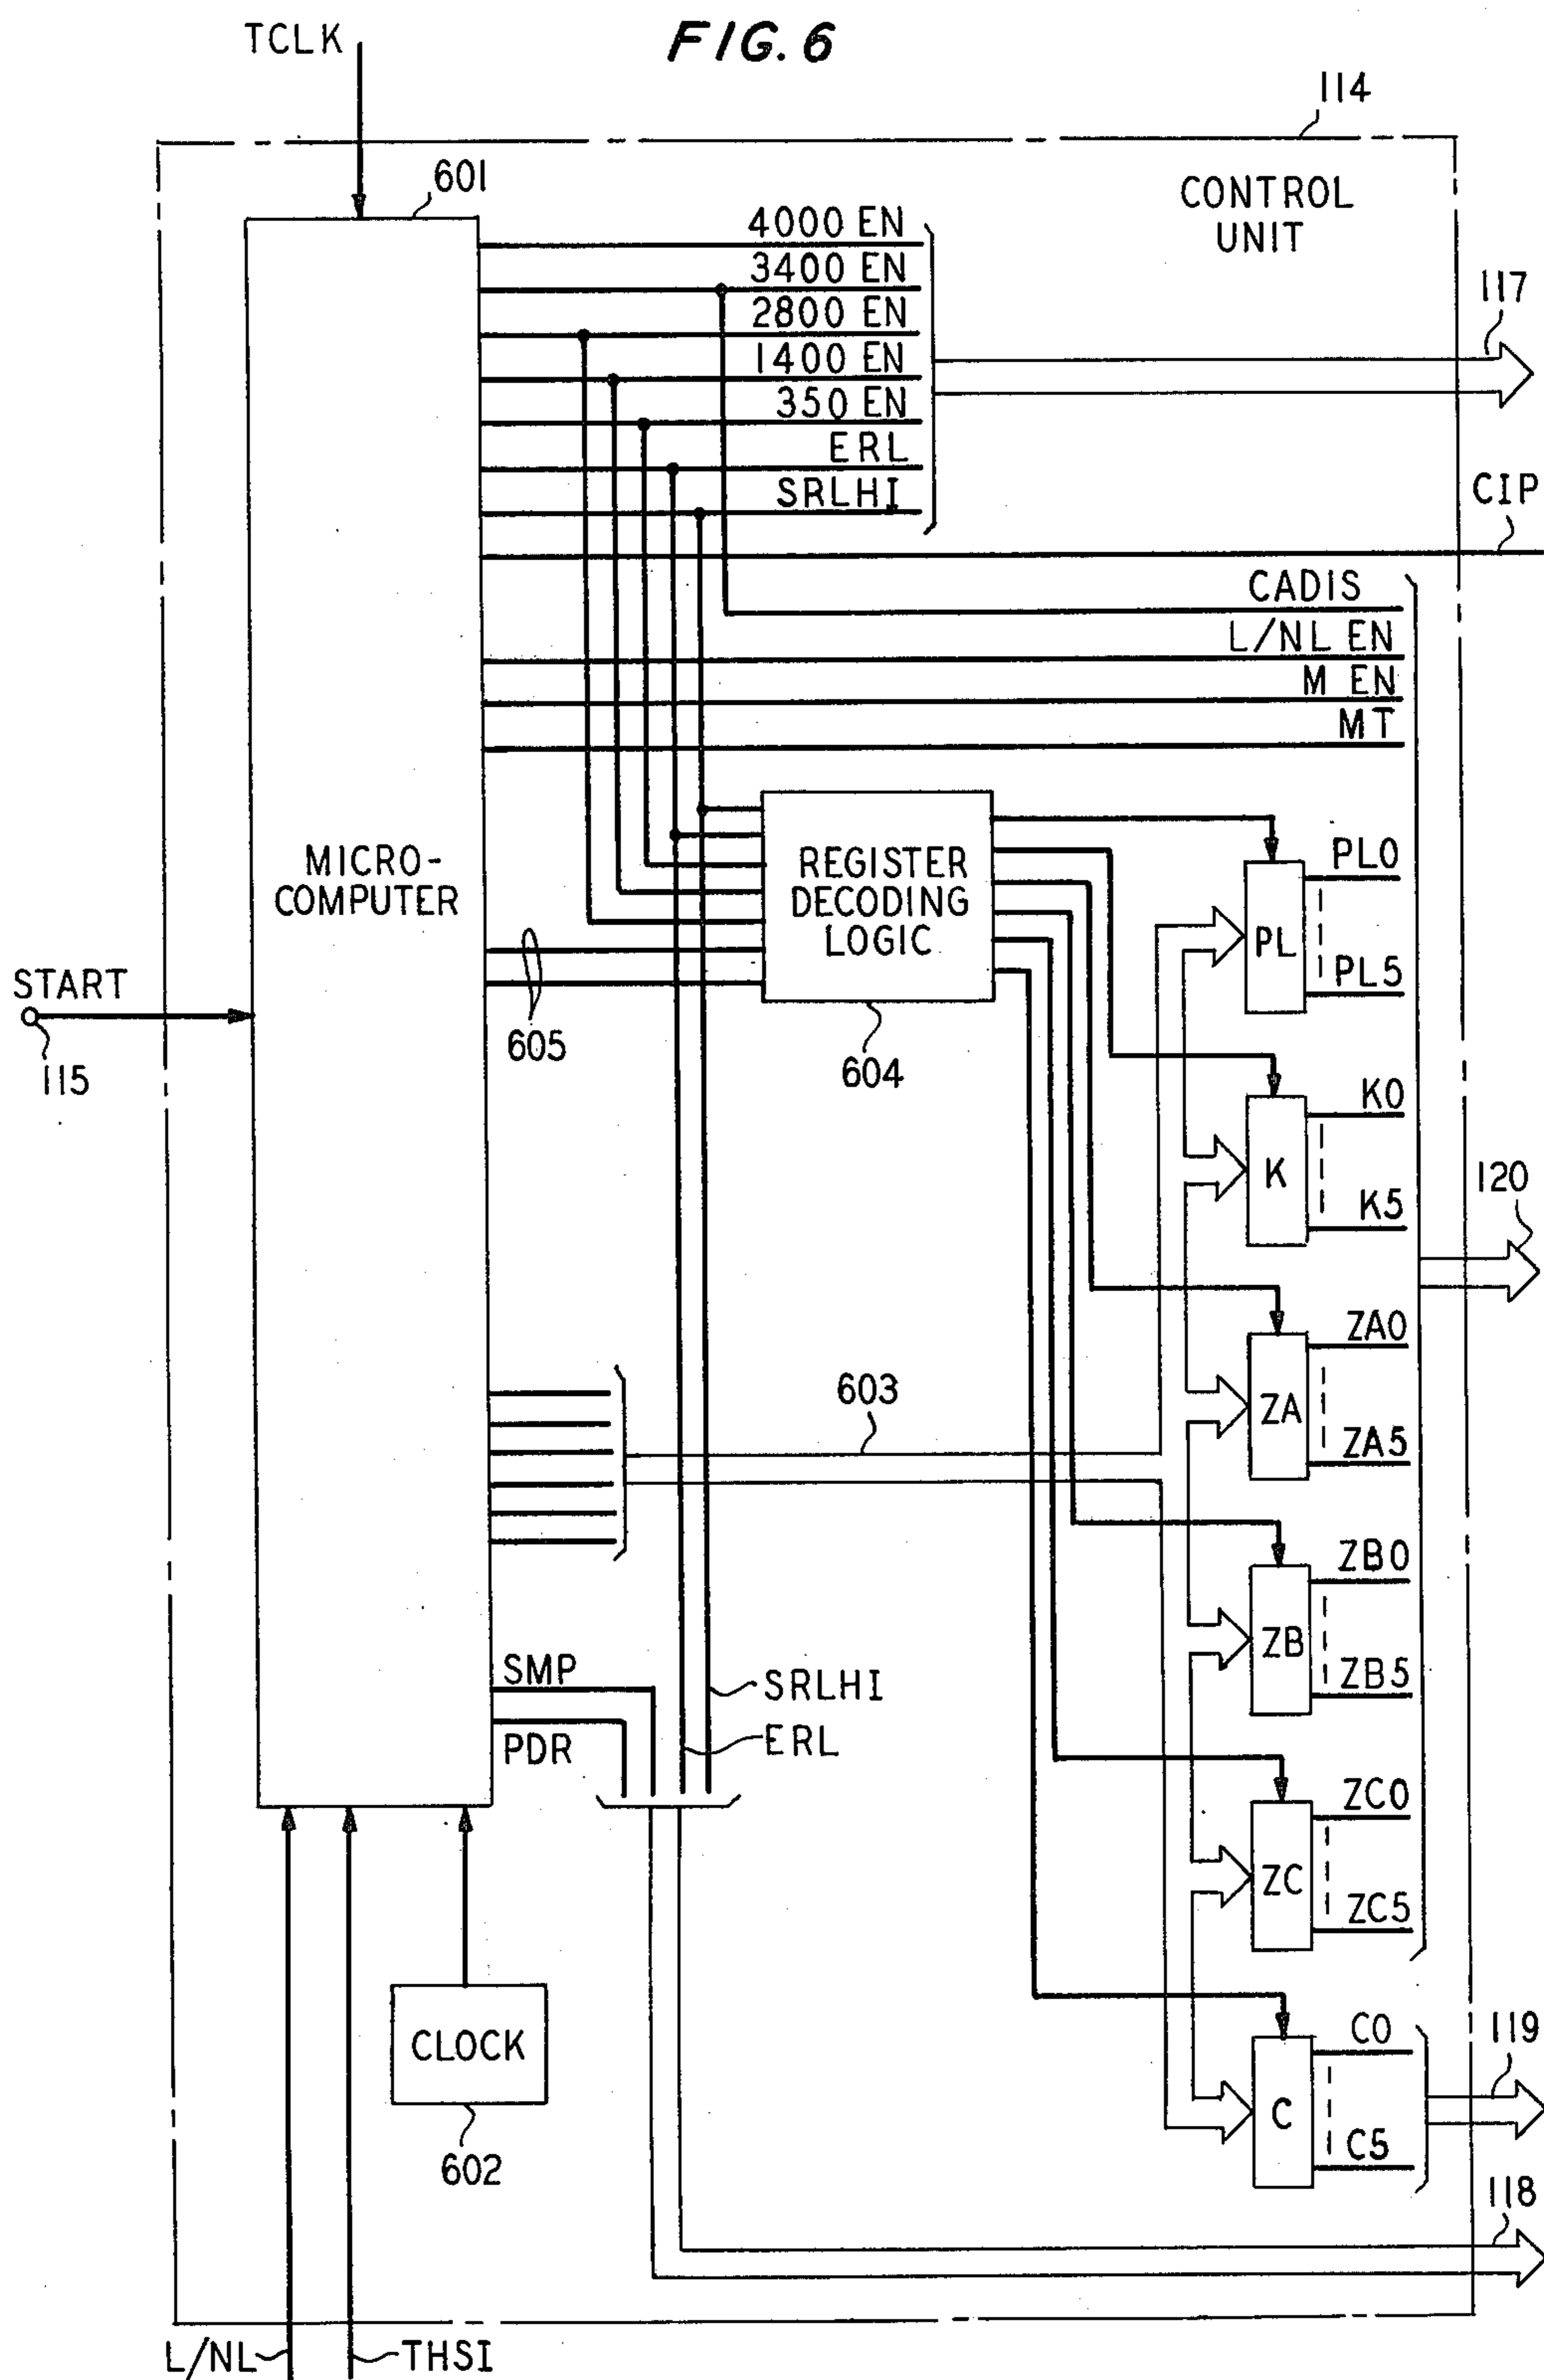 FIG. 6
TCLK
114
601
CONTROL
UNIT
4000 EN
3400 EN
2800 EN
1400 EN
350 EN
ERL
SRLHI
117
CIP
CADIS
L/NL EN
M EN
MT
MICRO-
COMPUTER
REGISTER
DECODING
LOGIC
PL0
PL
PL5
START
115
605
604
K0
K
K5
120
ZA0
ZA
ZA5
603
ZB0
ZB
ZB5
SMP
SRLHI
PDR
ERL
ZC0
ZC
ZC5
CLOCK
602
C0
C
C5
119
118
L/NL
THSI